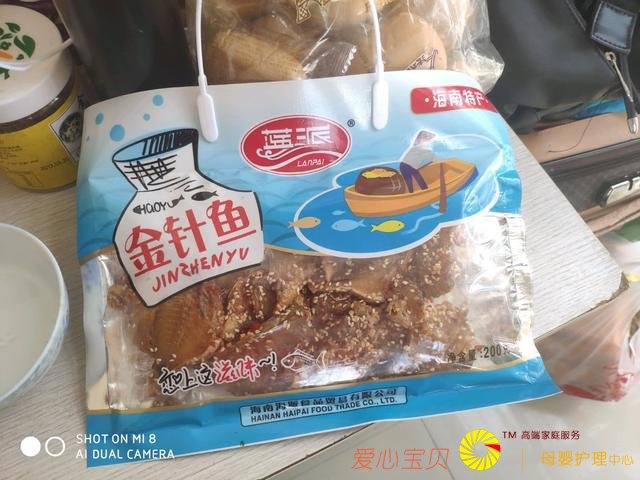 海南特产
LANPAI
®
HAIOYU
金针鱼
JINZHENYU
恋上这滋味~!
净含量:200克
海南海派食品贸易有限公司
HAINAN HAIPAI FOOD TRADE CO., LTD.
SHOT ON MI 8
AI DUAL CAMERA
爱心宝贝
TM 高端家庭服务
母婴护理中心